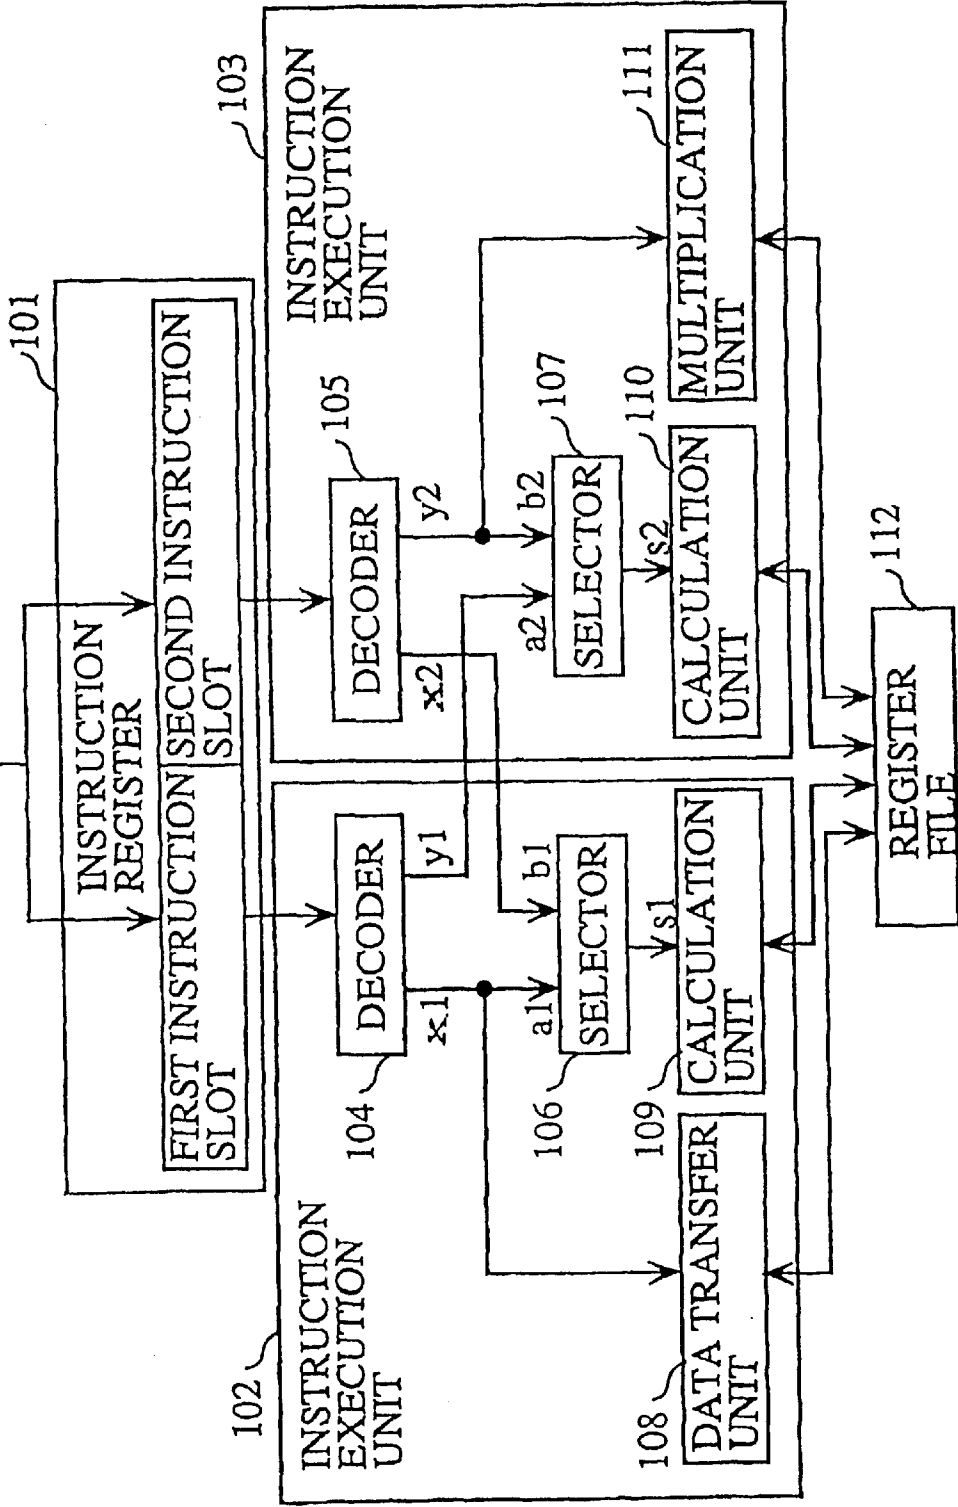 101
INSTRUCTION
REGISTER
FIRST INSTRUCTION
SLOT
SECOND INSTRUCTION
SLOT
102
INSTRUCTION
EXECUTION
UNIT
103
INSTRUCTION
EXECUTION
UNIT
104
DECODER
x1
y1
105
DECODER
x2
y2
a1
b1
106
SELECTOR
s1
a2
b2
107
SELECTOR
s2
108
DATA TRANSFER
UNIT
109
CALCULATION
UNIT
110
CALCULATION
UNIT
111
MULTIPLICATION
UNIT
112
REGISTER
FILE